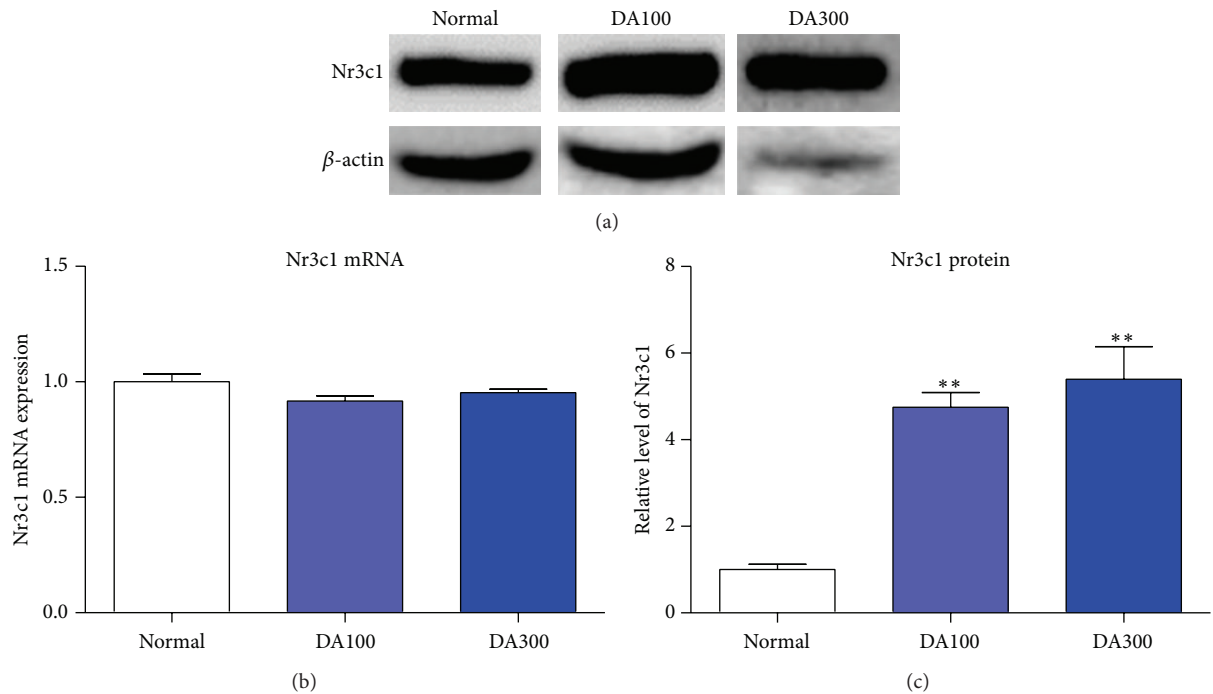 Normal DA100 DA300
Nr3c1
β-actin
(a)
Nr3c1 mRNA
1.5
1.0
0.5
0.0
Nr3c1 mRNA expression
Normal DA100 DA300
(b)
Nr3c1 protein
8
6
4
2
0
Relative level of Nr3c1
**
**
Normal DA100 DA300
(c)